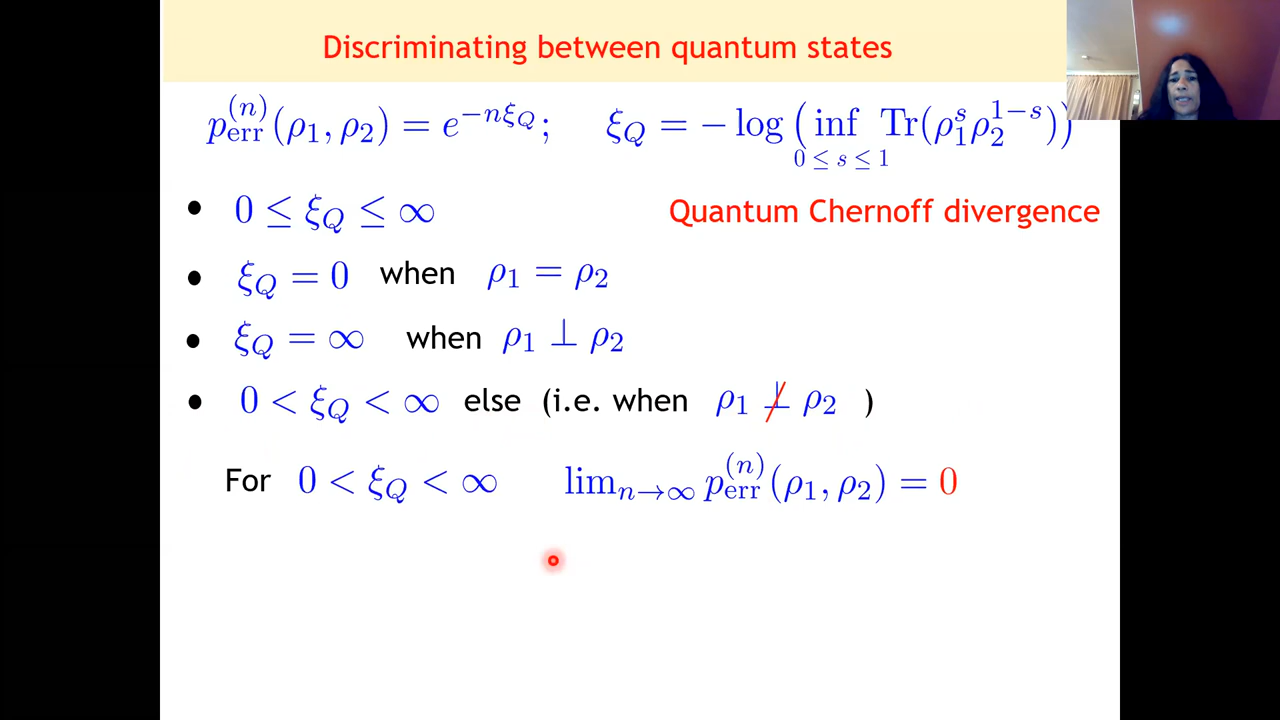 Discriminating between quantum states
p_err^(n)(ρ₁, ρ₂) = e^{−nξ_Q}; ξ_Q = − log ( inf_{0 ≤ s ≤ 1} Tr(ρ₁^s ρ₂^{1−s}))
• 0 ≤ ξ_Q ≤ ∞ Quantum Chernoff divergence
• ξ_Q = 0 when ρ₁ = ρ₂
• ξ_Q = ∞ when ρ₁ ⊥ ρ₂
• 0 < ξ_Q < ∞ else (i.e. when ρ₁ ⊥̸ ρ₂ )
For 0 < ξ_Q < ∞ lim_{n→∞} p_err^(n)(ρ₁, ρ₂) = 0